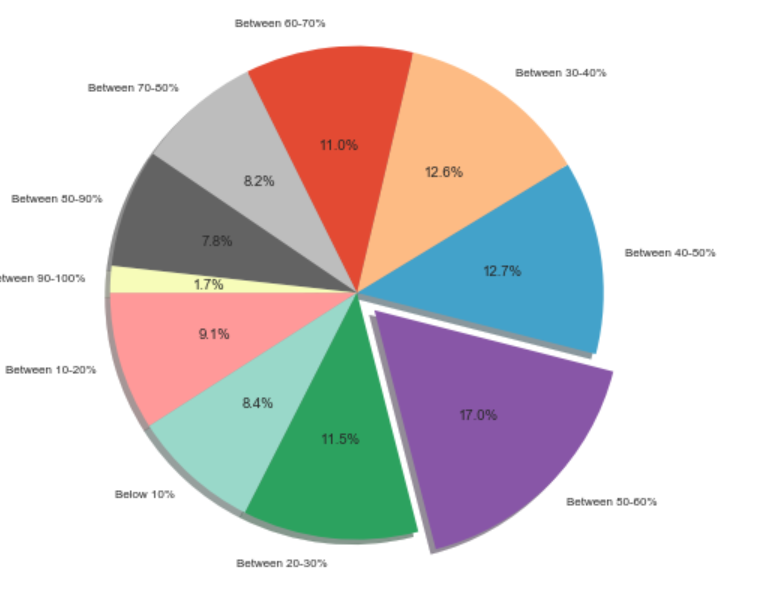 Between 60-70%
Between 30-40%
Between 70-80%
11.0%
12.6%
8.2%
Between 50-90%
7.8%
Between 40-50%
12.7%
etween 90-100%
1.7%
9.1%
Between 10-20%
8.4%
17.0%
11.5%
Below 10%
Between 50-60%
Between 20-30%